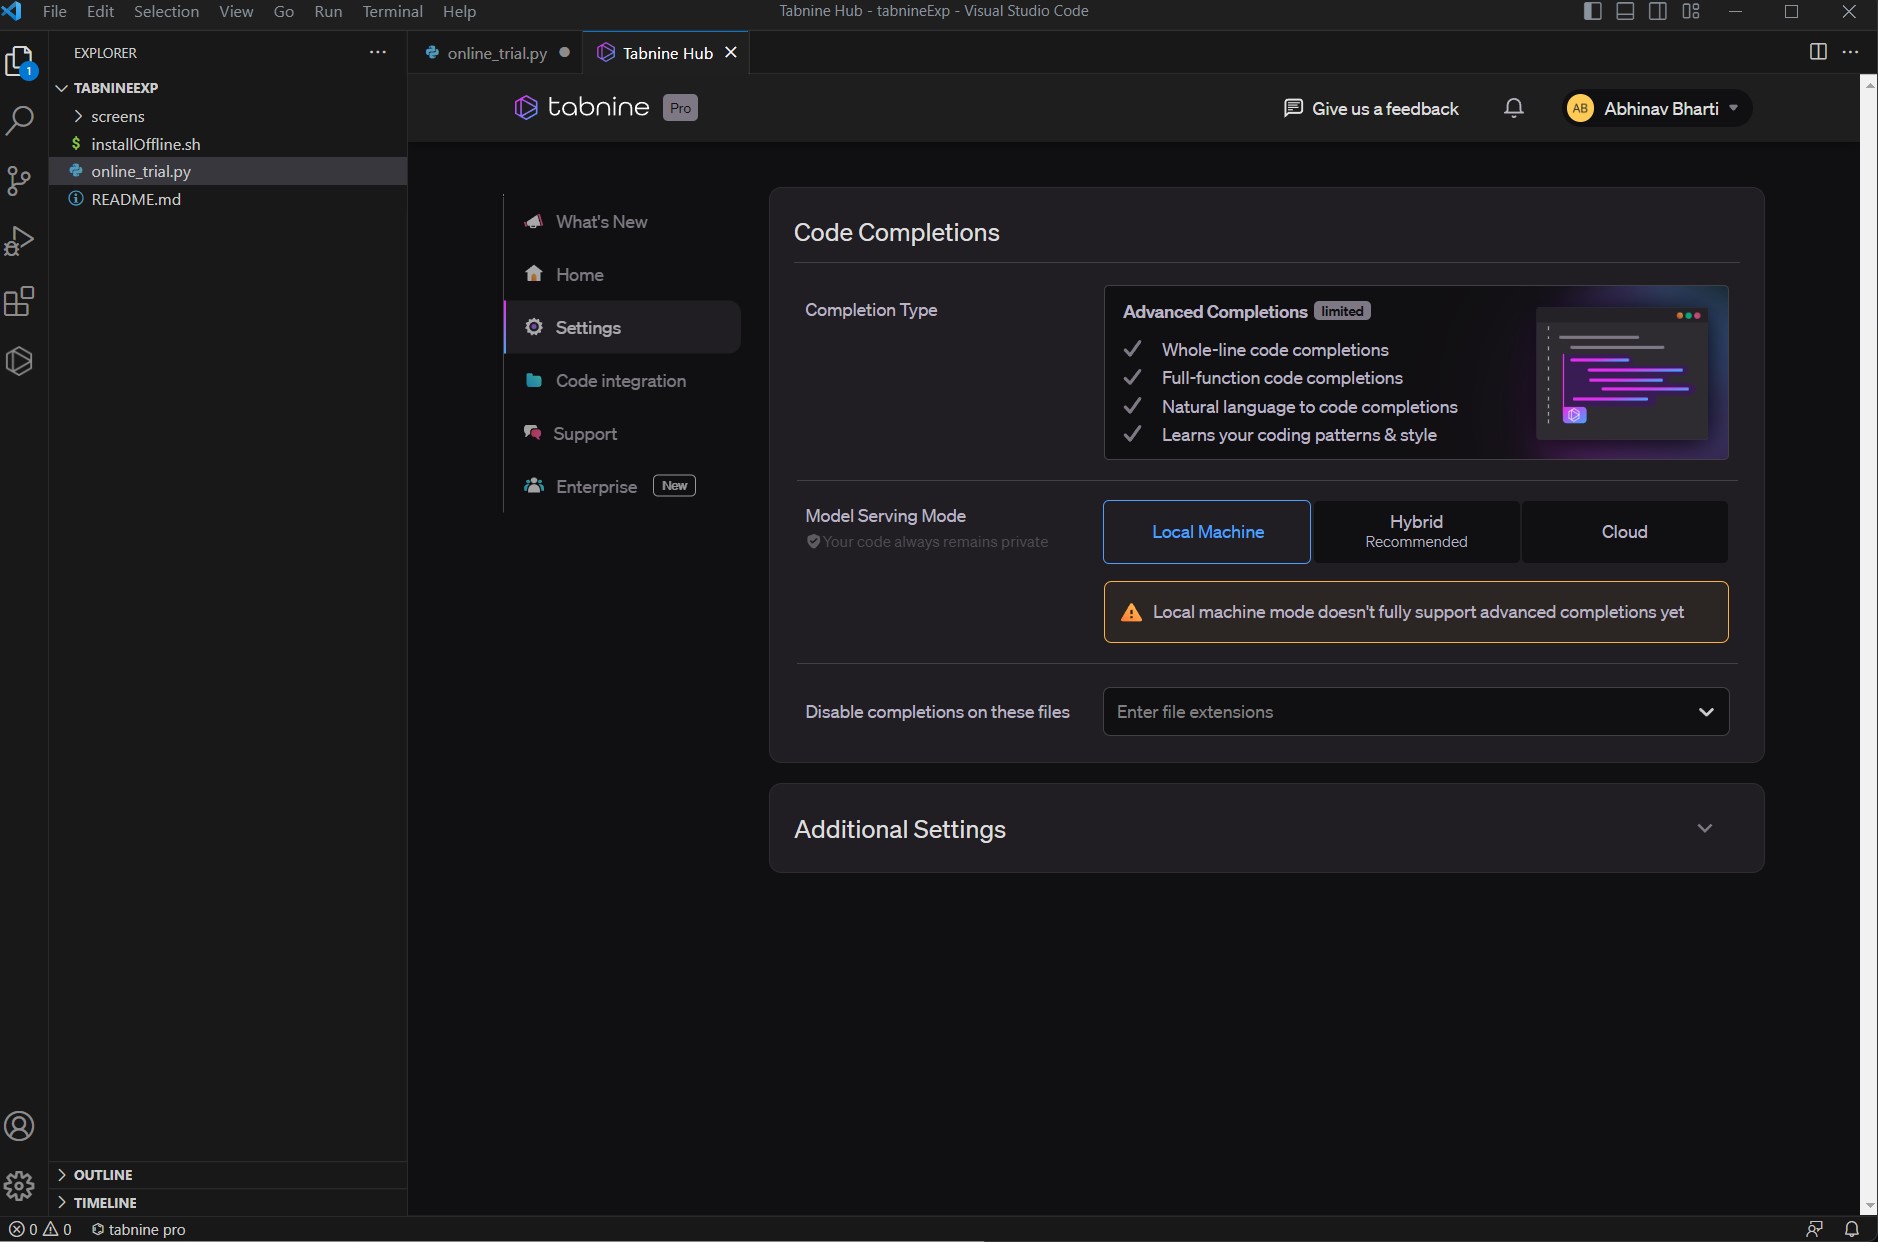 File Edit Selection View Go Run Terminal Help
Tabnine Hub - tabnineExp - Visual Studio Code
1
EXPLORER
TABNINEEXP
screens
$ installOffline.sh
online_trial.py
README.md
OUTLINE
TIMELINE
online_trial.py
Tabnine Hub
tabnine Pro
Give us a feedback
AB Abhinav Bharti
What's New
Home
Settings
Code integration
Support
Enterprise New
Code Completions
Completion Type
Advanced Completions limited
Whole-line code completions
Full-function code completions
Natural language to code completions
Learns your coding patterns & style
Model Serving Mode
Your code always remains private
Local Machine
Hybrid
Recommended
Cloud
Local machine mode doesn't fully support advanced completions yet
Disable completions on these files
Enter file extensions
Additional Settings
0 0 tabnine pro